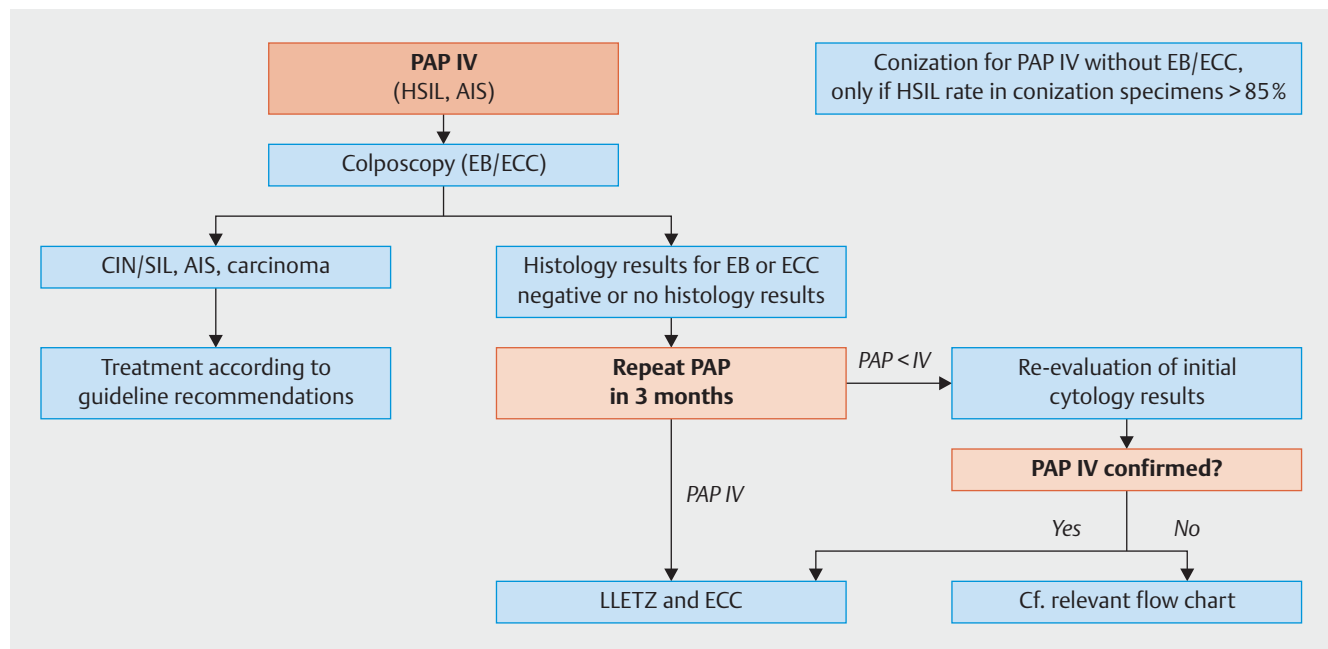 PAP IV
(HSIL, AIS)
Conization for PAP IV without EB/ECC,
only if HSIL rate in conization specimens > 85 %
Colposcopy (EB/ECC)
CIN/SIL, AIS, carcinoma
Histology results for EB or ECC
negative or no histology results
Treatment according to
guideline recommendations
Repeat PAP
in 3 months
PAP < IV
Re-evaluation of initial
cytology results
PAP IV confirmed?
PAP IV
Yes
No
LLETZ and ECC
Cf. relevant flow chart